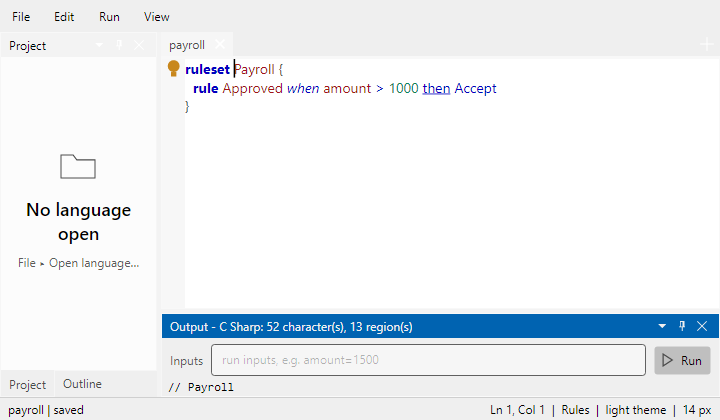 File Edit Run View
Project
payroll
ruleset Payroll {
rule Approved when amount > 1000 then Accept
}
No language
open
File ▸ Open language...
Output - C Sharp: 52 character(s), 13 region(s)
Inputs run inputs, e.g. amount=1500 Run
// Payroll
Project Outline
payroll | saved Ln 1, Col 1 | Rules | light theme | 14 px